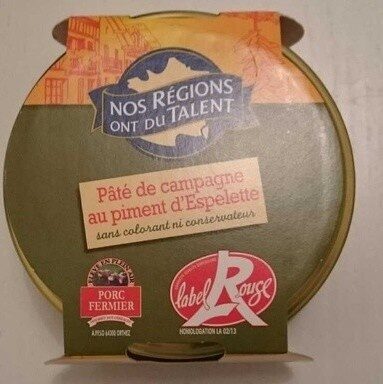 NOS RÉGIONS
ONT DU TALENT
Pâté de campagne
au piment d'Espelette
sans colorant ni conservateur
PORC
FERMIER
label
Rouge
HOMOLOGATION LA 02/13